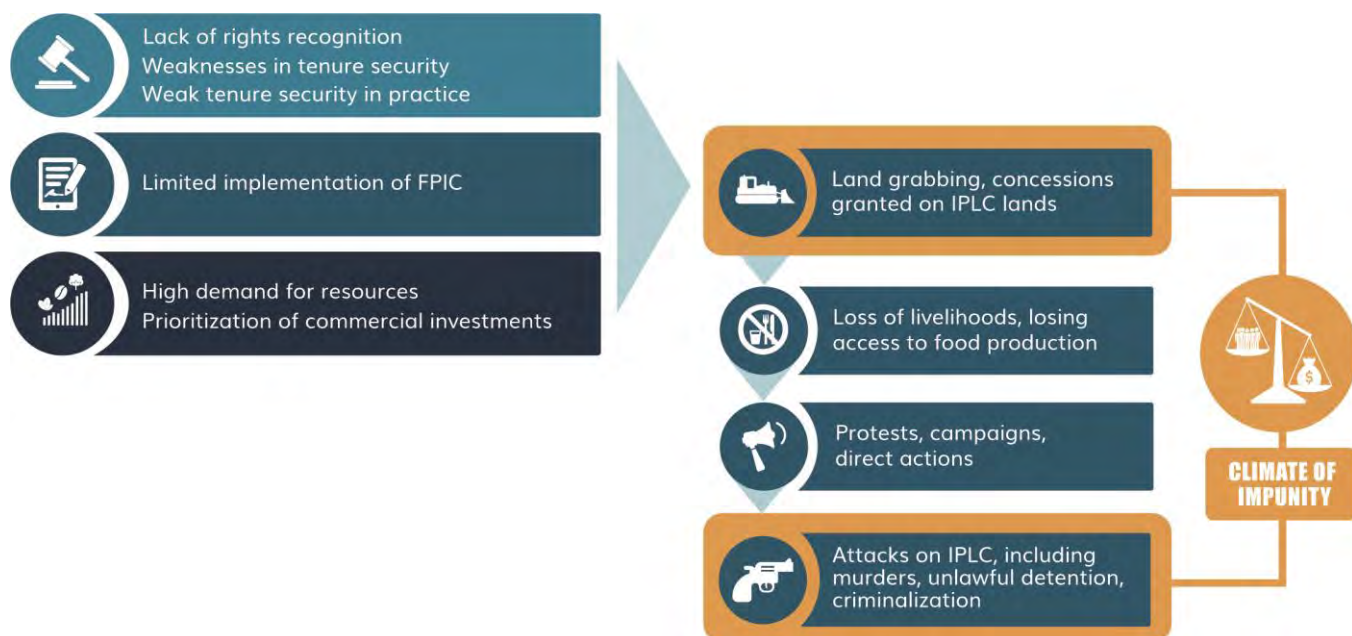 Lack of rights recognition
Weaknesses in tenure security
Weak tenure security in practice
Limited implementation of FPIC
High demand for resources
Prioritization of commercial investments
Land grabbing, concessions
granted on IPLC lands
Loss of livelihoods, losing
access to food production
Protests, campaigns,
direct actions
Attacks on IPLC, including
murders, unlawful detention,
criminalization
$
CLIMATE OF
IMPUNITY